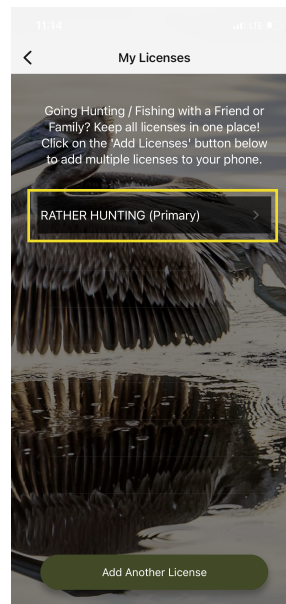 11:14
My Licenses
Going Hunting / Fishing with a Friend or
Family? Keep all licenses in one place!
Click on the 'Add Licenses' button below
to add multiple licenses to your phone.
RATHER HUNTING (Primary)
Add Another License